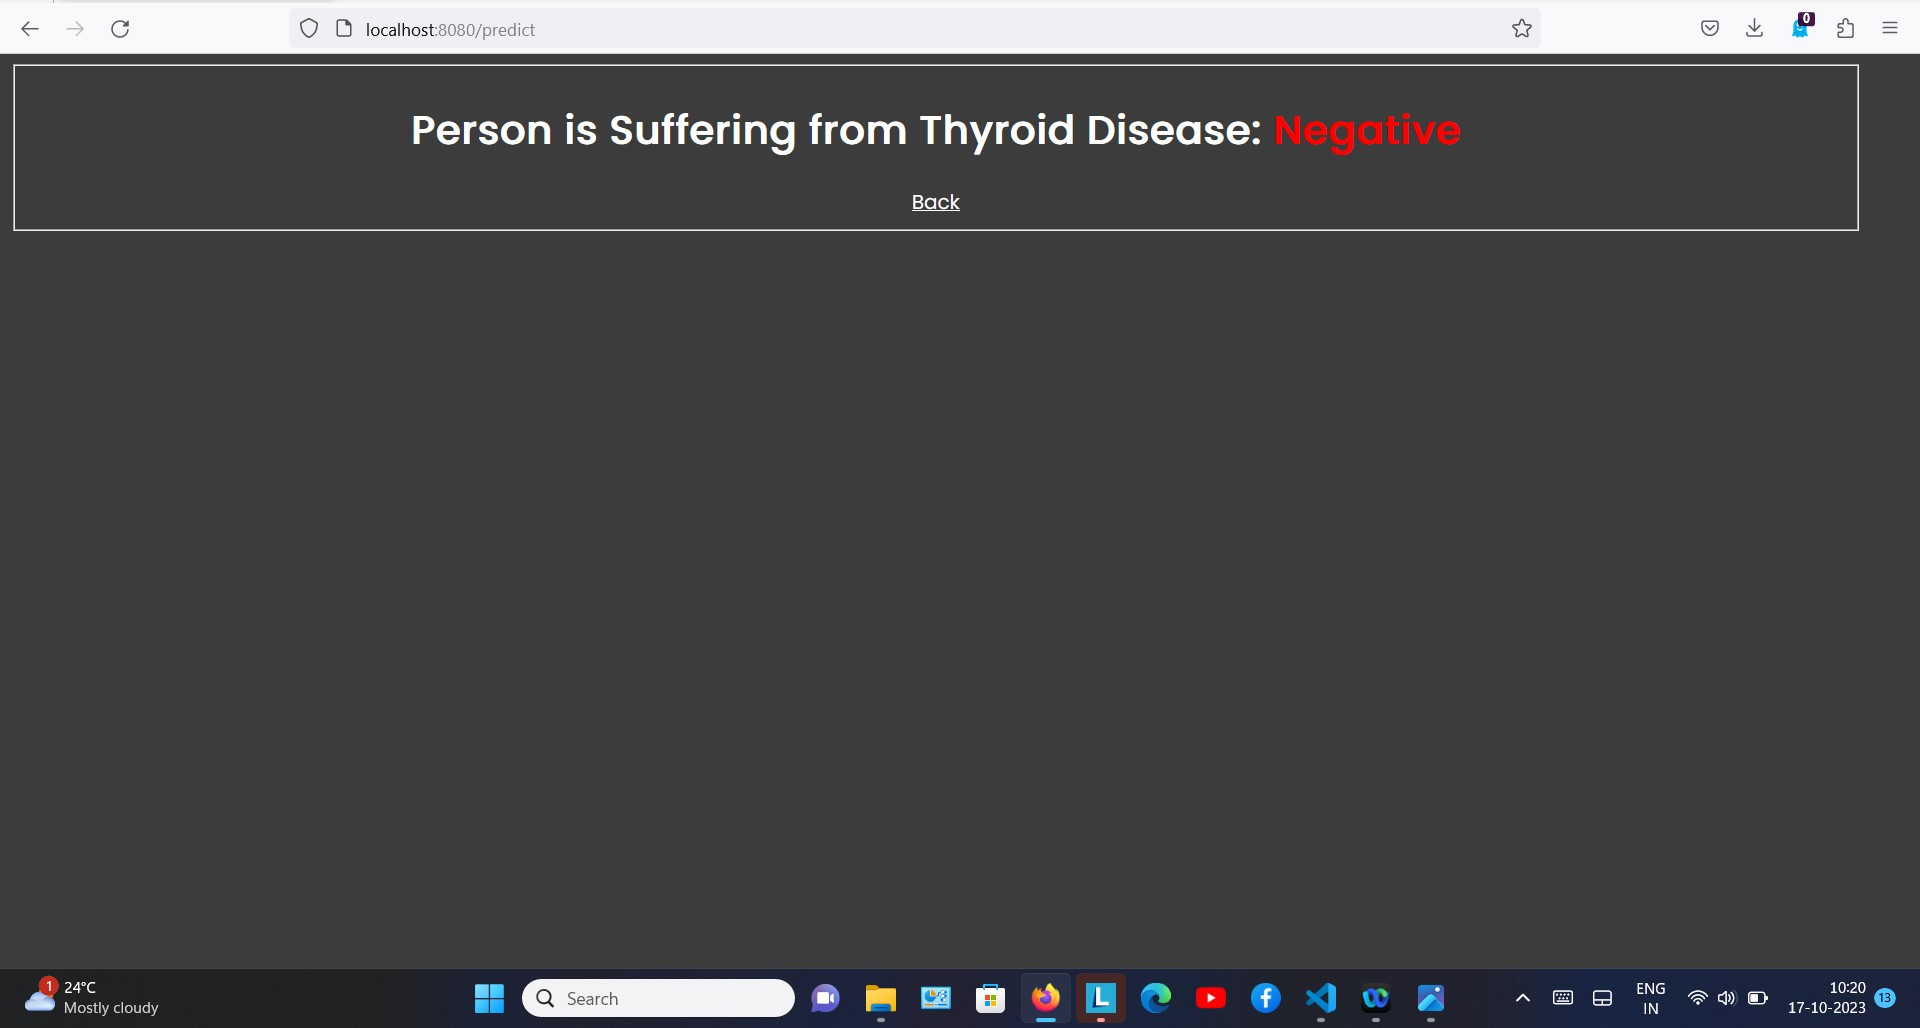 localhost:8080/predict
0
Person is Suffering from Thyroid Disease: Negative
Back
1
24°C
Mostly cloudy
Search
L
ENG
IN
10:20
17-10-2023
13